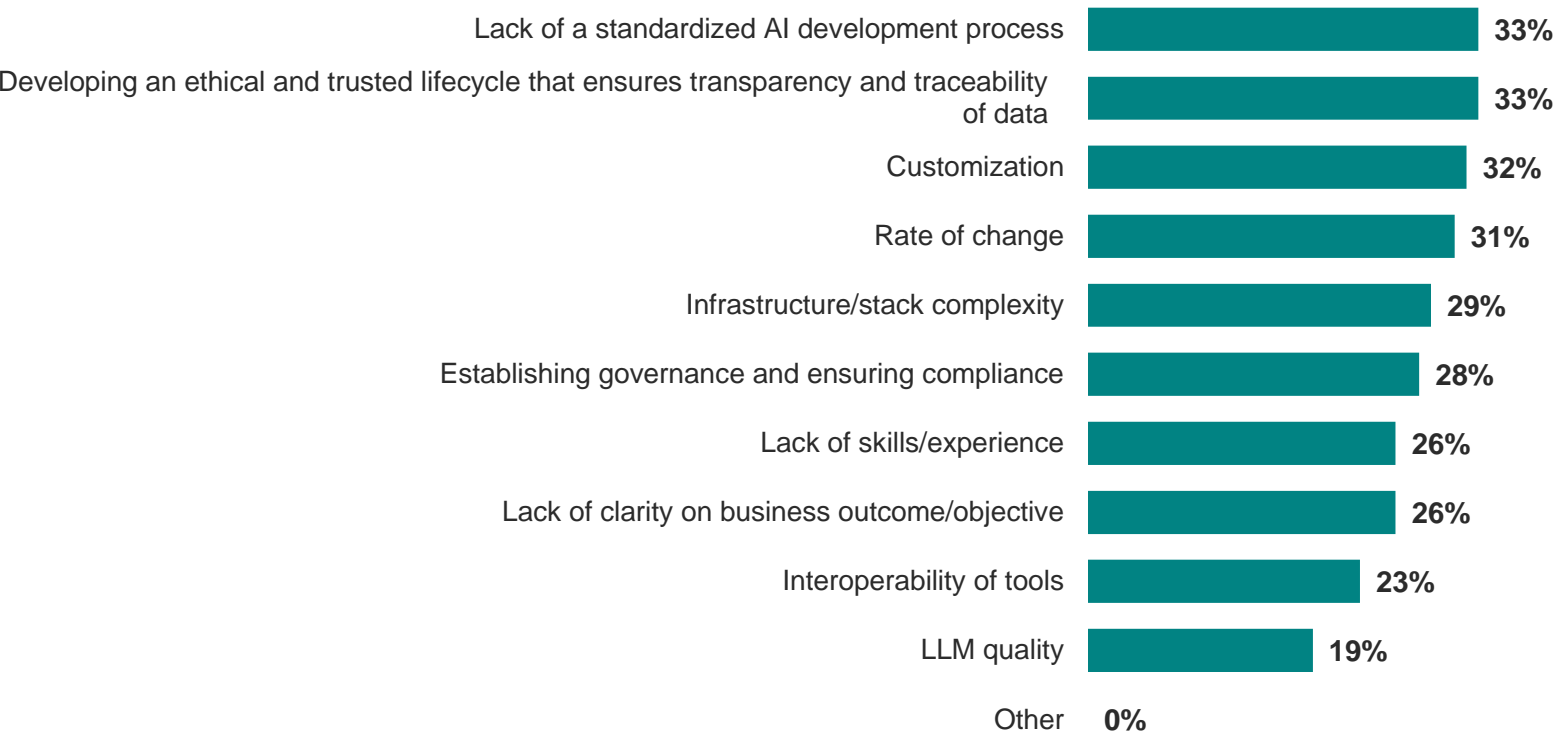 Lack of a standardized AI development process 33%
Developing an ethical and trusted lifecycle that ensures transparency and traceability
of data 33%
Customization 32%
Rate of change 31%
Infrastructure/stack complexity 29%
Establishing governance and ensuring compliance 28%
Lack of skills/experience 26%
Lack of clarity on business outcome/objective 26%
Interoperability of tools 23%
LLM quality 19%
Other 0%